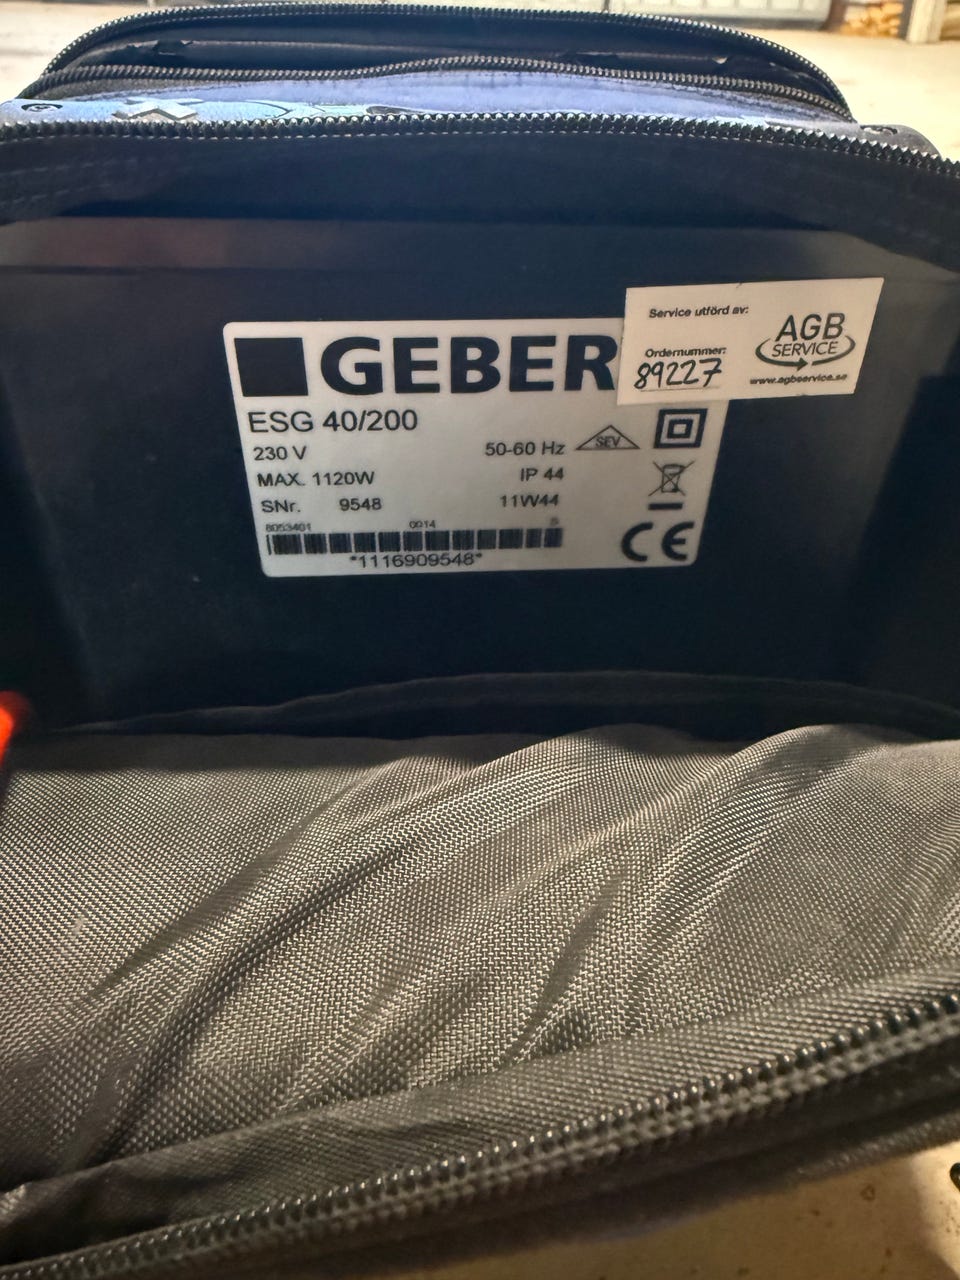 GEBER
ESG 40/200
230 V 50-60 Hz SEV
MAX. 1120W IP 44
SNr. 9548 11W44
8053401 0014
*1116909548*
CE
Service utförd av:
AGB
SERVICE
Ordernummer:
89227
www.agbservice.se